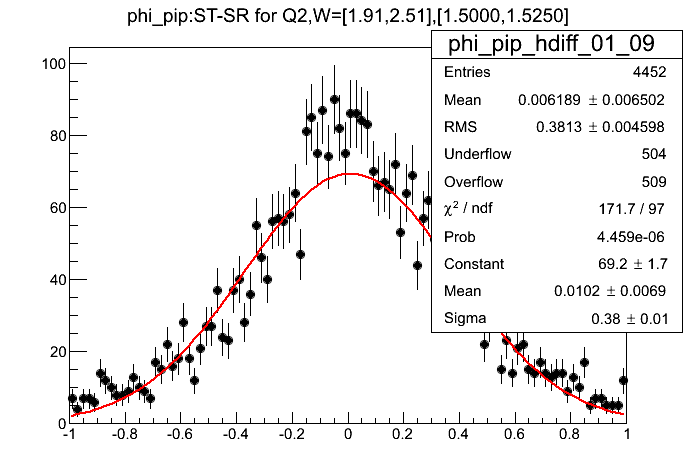 phi_pip:ST-SR for Q2,W=[1.91,2.51],[1.5000,1.5250]
phi_pip_hdiff_01_09
Entries 4452
Mean 0.006189 ± 0.006502
RMS 0.3813 ± 0.004598
Underflow 504
Overflow 509
χ² / ndf 171.7 / 97
Prob 4.459e-06
Constant 69.2 ± 1.7
Mean 0.0102 ± 0.0069
Sigma 0.38 ± 0.01
100
80
60
40
20
0
-1 -0.8 -0.6 -0.4 -0.2 0 0.2 0.4 0.6 0.8 1